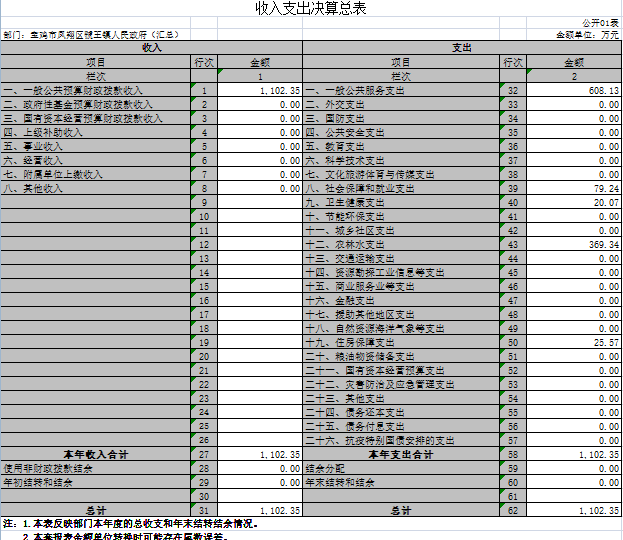 收入支出决算总表
公开01表
部门：宝鸡市凤翔区虢王镇人民政府（汇总） 金额单位：万元
收入 支出
项目 行次 金额 项目 行次 金额
栏次 1 栏次 2
一、一般公共预算财政拨款收入 1 1,102.35 一、一般公共服务支出 32 608.13
二、政府性基金预算财政拨款收入 2 0.00 二、外交支出 33 0.00
三、国有资本经营预算财政拨款收入 3 0.00 三、国防支出 34 0.00
四、上级补助收入 4 0.00 四、公共安全支出 35 0.00
五、事业收入 5 0.00 五、教育支出 36 0.00
六、经营收入 6 0.00 六、科学技术支出 37 0.00
七、附属单位上缴收入 7 0.00 七、文化旅游体育与传媒支出 38 0.00
八、其他收入 8 0.00 八、社会保障和就业支出 39 79.24
9 九、卫生健康支出 40 20.07
10 十、节能环保支出 41 0.00
11 十一、城乡社区支出 42 0.00
12 十二、农林水支出 43 369.34
13 十三、交通运输支出 44 0.00
14 十四、资源勘探工业信息等支出 45 0.00
15 十五、商业服务业等支出 46 0.00
16 十六、金融支出 47 0.00
17 十七、援助其他地区支出 48 0.00
18 十八、自然资源海洋气象等支出 49 0.00
19 十九、住房保障支出 50 25.57
20 二十、粮油物资储备支出 51 0.00
21 二十一、国有资本经营预算支出 52 0.00
22 二十二、灾害防治及应急管理支出 53 0.00
23 二十三、其他支出 54 0.00
24 二十四、债务还本支出 55 0.00
25 二十五、债务付息支出 56 0.00
26 二十六、抗疫特别国债安排的支出 57 0.00
本年收入合计 27 1,102.35 本年支出合计 58 1,102.35
使用非财政拨款结余 28 0.00 结余分配 59 0.00
年初结转和结余 29 0.00 年末结转和结余 60 0.00
30 61
总计 31 1,102.35 总计 62 1,102.35
注：1.本表反映部门本年度的总收支和年末结转结余情况。
2.本套报表金额单位转换时可能存在尾数误差。